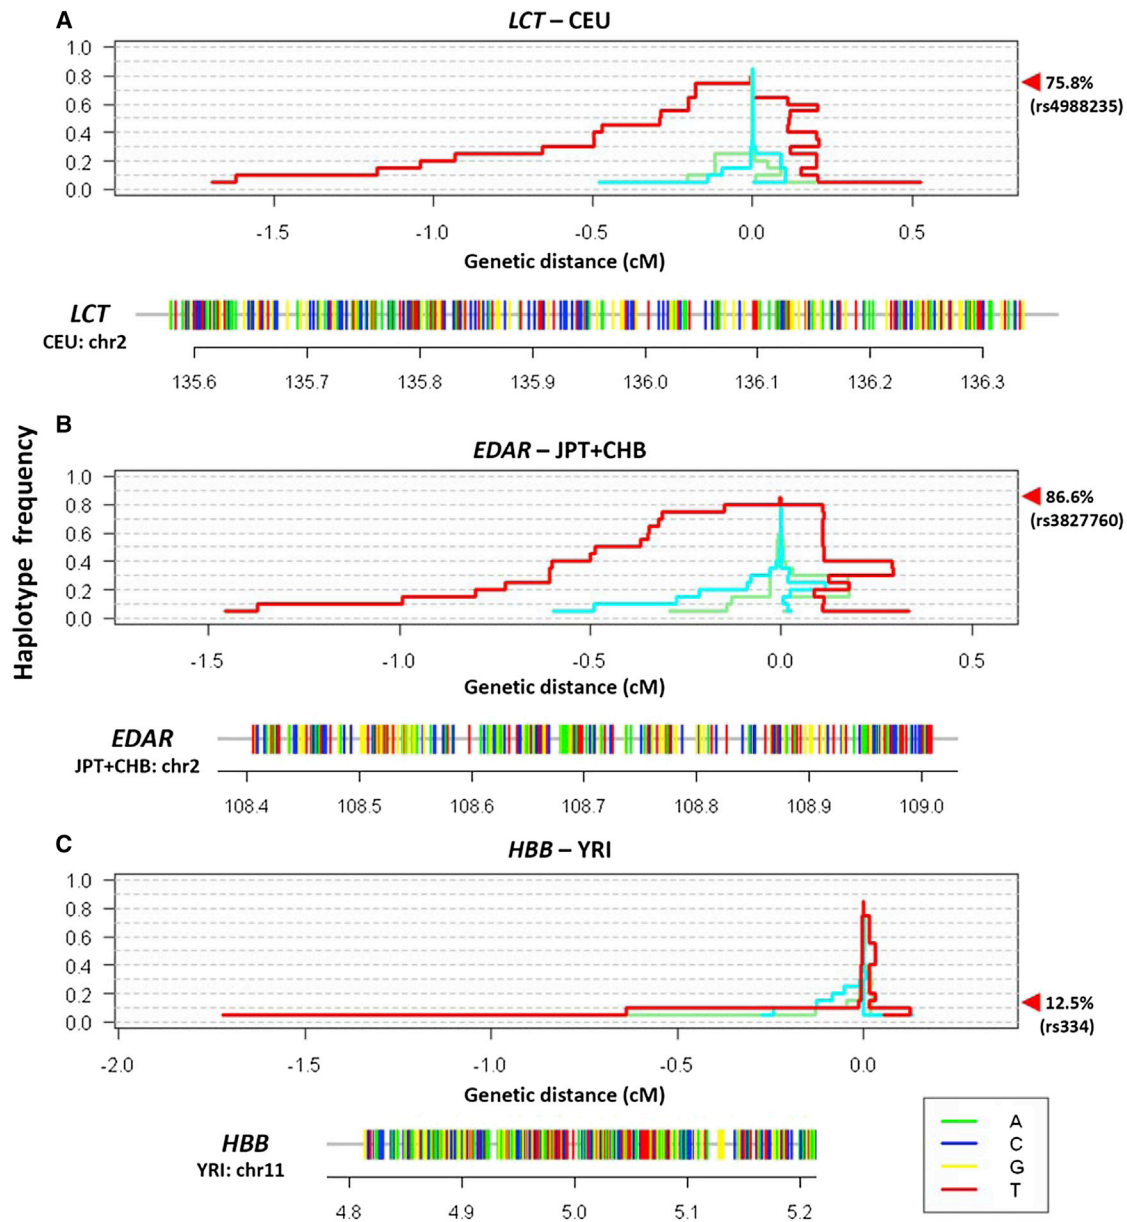 A
LCT – CEU
1.0
0.8
0.6
0.4
0.2
0.0
75.8%
(rs4988235)
-1.5 -1.0 -0.5 0.0 0.5
Genetic distance (cM)
LCT
CEU: chr2
135.6 135.7 135.8 135.9 136.0 136.1 136.2 136.3
Haplotype frequency
B
EDAR – JPT+CHB
1.0
0.8
0.6
0.4
0.2
0.0
86.6%
(rs3827760)
-1.5 -1.0 -0.5 0.0 0.5
Genetic distance (cM)
EDAR
JPT+CHB: chr2
108.4 108.5 108.6 108.7 108.8 108.9 109.0
C
HBB – YRI
1.0
0.8
0.6
0.4
0.2
0.0
12.5%
(rs334)
-2.0 -1.5 -1.0 -0.5 0.0
Genetic distance (cM)
HBB
YRI: chr11
4.8 4.9 5.0 5.1 5.2
A
C
G
T